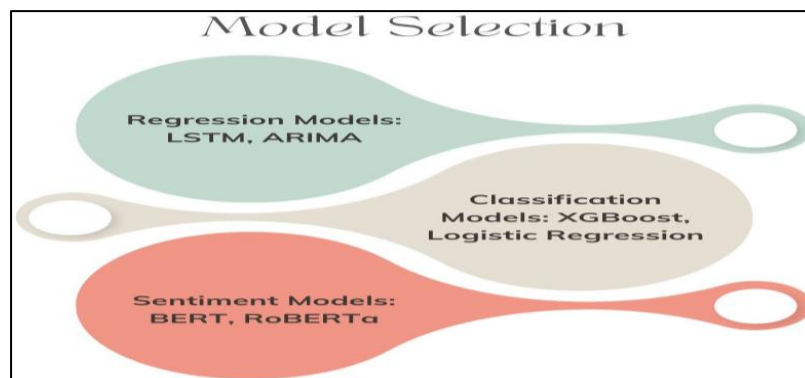 Model Selection
Regression Models:
LSTM, ARIMA
Classification
Models: XGBoost,
Logistic Regression
Sentiment Models:
BERT, RoBERTa